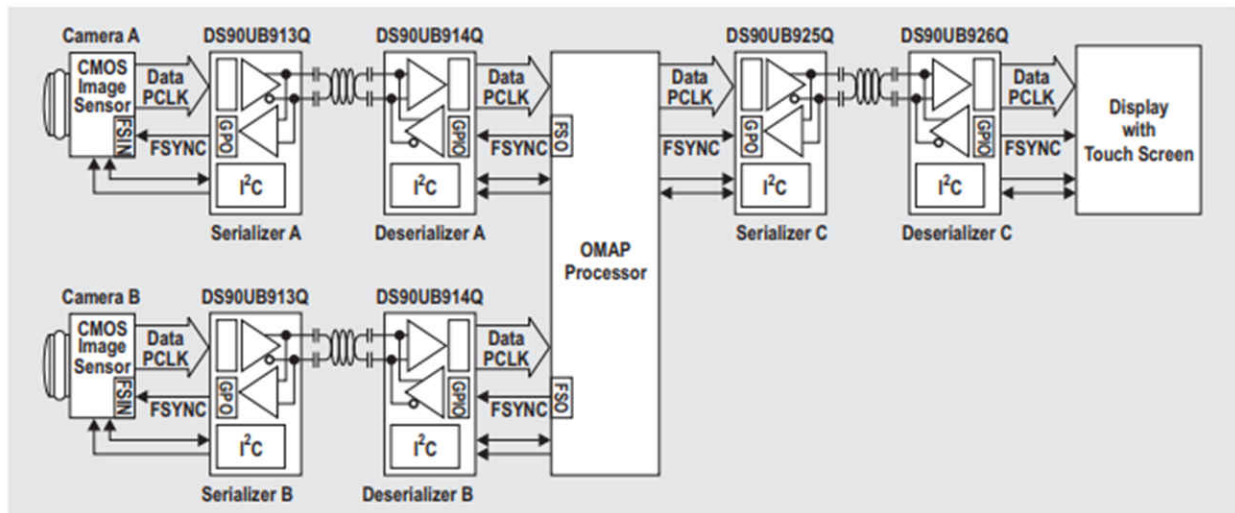 Camera A
DS90UB913Q
DS90UB914Q
DS90UB925Q
DS90UB926Q
CMOS
Image
Sensor
FSIN
Data
PCLK
GPO
FSYNC
I²C
Data
PCLK
GPIO
FSYNC
FSO
I²C
Data
PCLK
GPO
FSYNC
I²C
Data
PCLK
GPIO
FSYNC
I²C
Display
with
Touch Screen
Serializer A
Deserializer A
OMAP
Processor
Serializer C
Deserializer C
Camera B
DS90UB913Q
DS90UB914Q
CMOS
Image
Sensor
FSIN
Data
PCLK
GPO
FSYNC
I²C
Data
PCLK
GPIO
FSYNC
FSO
I²C
Serializer B
Deserializer B